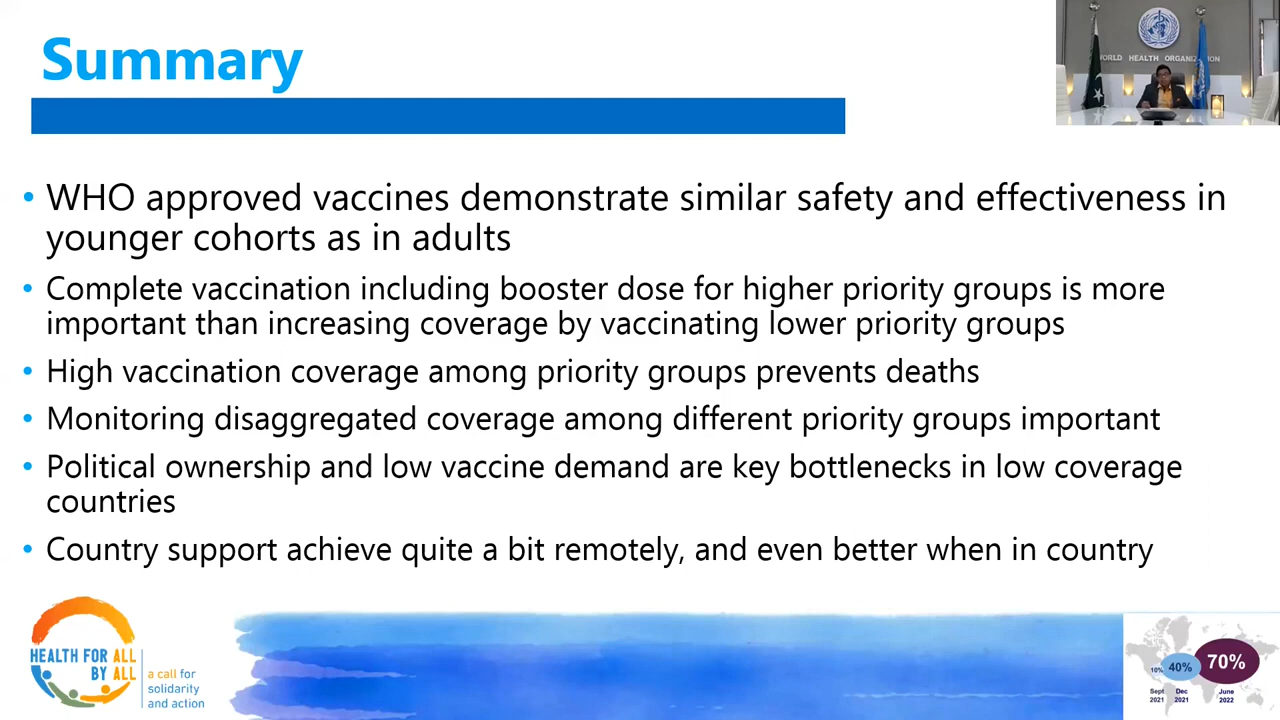 Summary
WORLD HEALTH ORGANIZATION
• WHO approved vaccines demonstrate similar safety and effectiveness in
younger cohorts as in adults
• Complete vaccination including booster dose for higher priority groups is more
important than increasing coverage by vaccinating lower priority groups
• High vaccination coverage among priority groups prevents deaths
• Monitoring disaggregated coverage among different priority groups important
• Political ownership and low vaccine demand are key bottlenecks in low coverage
countries
• Country support achieve quite a bit remotely, and even better when in country
HEALTH FOR ALL
BY ALL
a call for
solidarity
and action
10% 40% 70%
Sept Dec June
2021 2021 2022